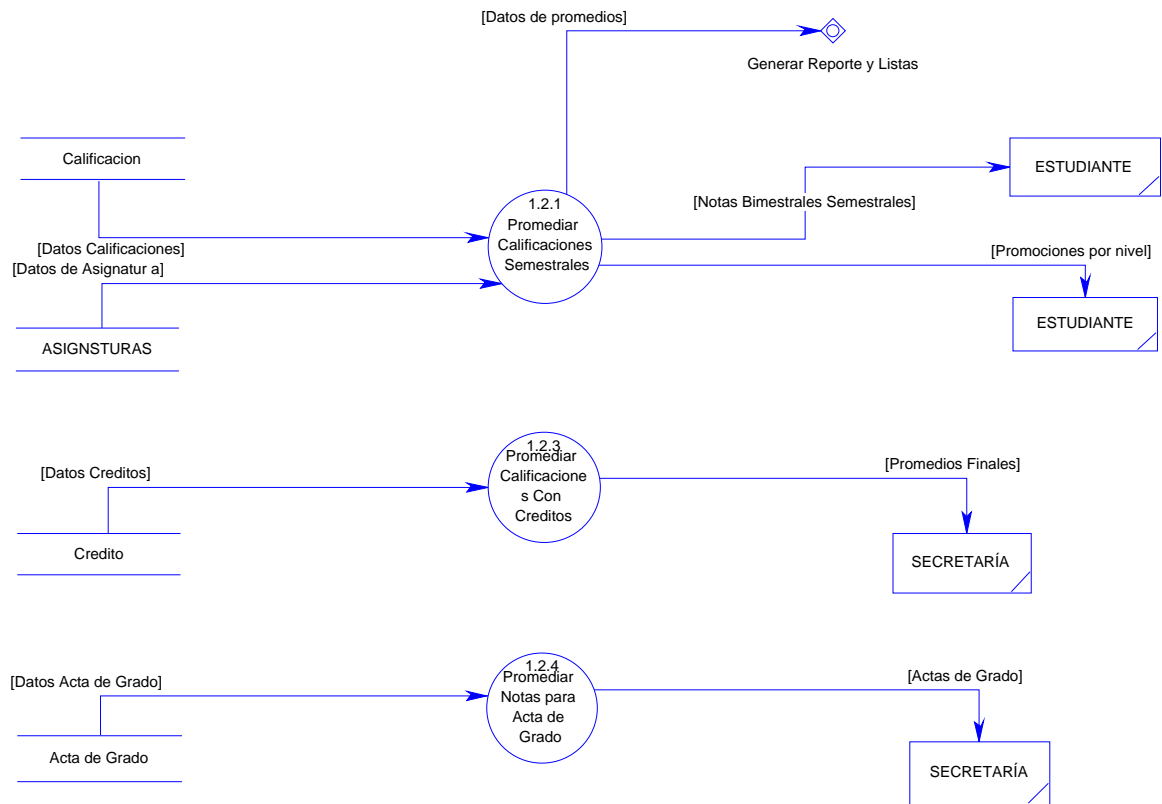 [Datos de promedios]
Generar Reporte y Listas
Calificacion
ESTUDIANTE
1.2.1
Promediar
Calificaciones
Semestrales
[Notas Bimestrales Semestrales]
[Datos Calificaciones]
[Promociones por nivel]
[Datos de Asignatur a]
ESTUDIANTE
ASIGNSTURAS
1.2.3
Promediar
Calificacione
s Con
Creditos
[Datos Creditos]
[Promedios Finales]
Credito
SECRETARÍA
1.2.4
Promediar
Notas para
Acta de
Grado
[Datos Acta de Grado]
[Actas de Grado]
Acta de Grado
SECRETARÍA